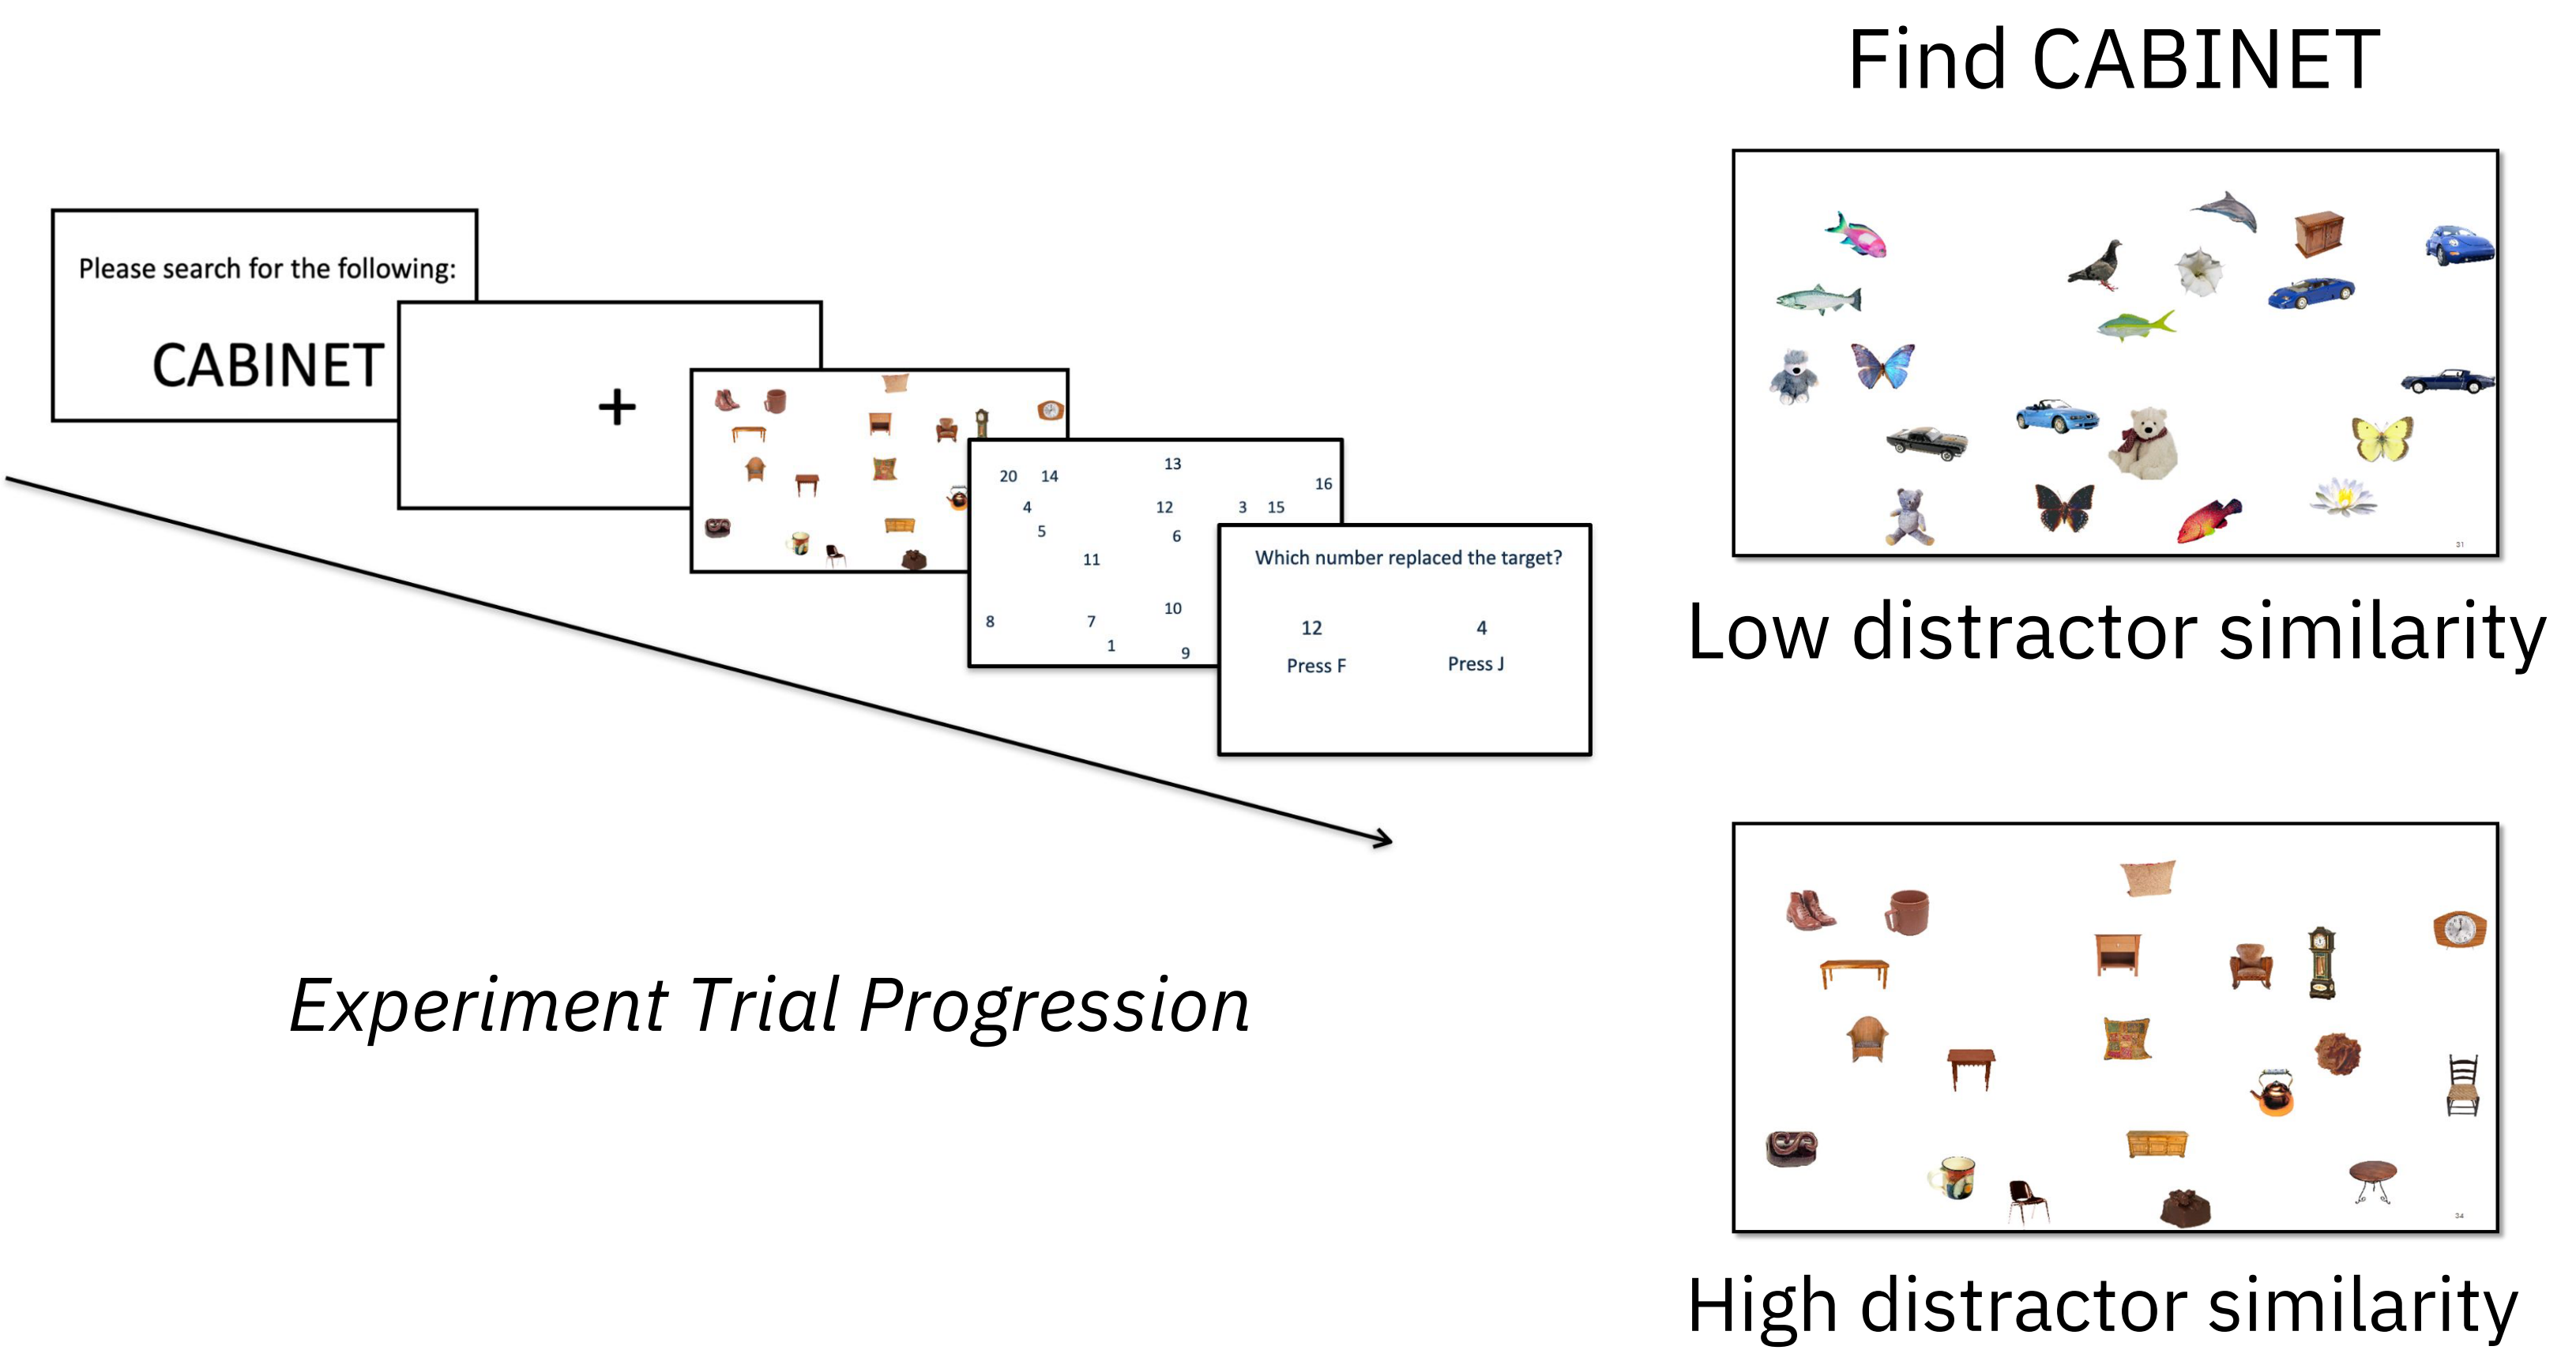 Please search for the following:
CABINET
+
13
20 14
16
4 12 3 15
5 6
11
10
8 7
1 9
Which number replaced the target?
12 4
Press F Press J
Experiment Trial Progression
Find CABINET
31
Low distractor similarity
34
High distractor similarity